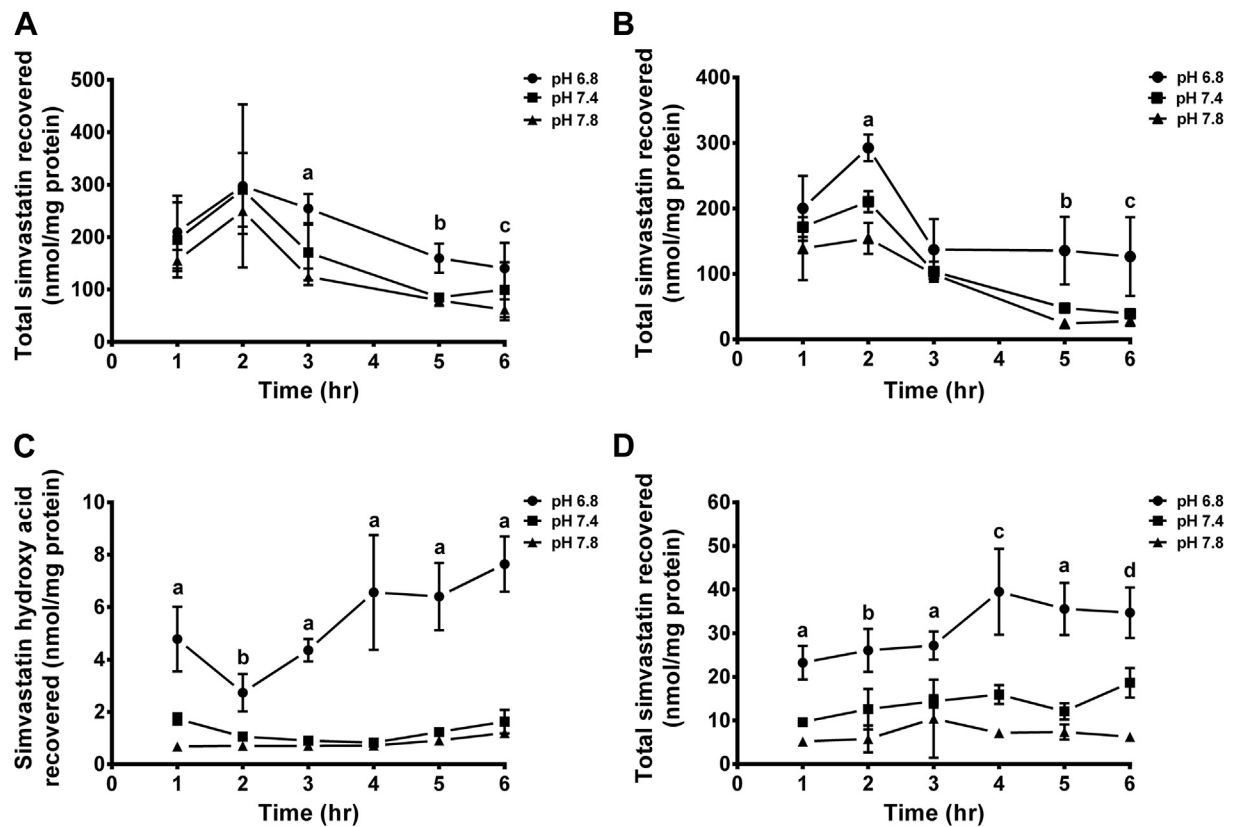 A
Total simvastatin recovered
(nmol/mg protein)
500
400
300
200
100
0
a
b
c
pH 6.8
pH 7.4
pH 7.8
0 1 2 3 4 5 6
Time (hr)
B
Total simvastatin recovered
(nmol/mg protein)
400
300
200
100
0
a
b
c
pH 6.8
pH 7.4
pH 7.8
0 1 2 3 4 5 6
Time (hr)
C
Simvastatin hydroxy acid
recovered (nmol/mg protein)
10
8
6
4
2
0
a
b
a
a
a
a
pH 6.8
pH 7.4
pH 7.8
0 1 2 3 4 5 6
Time (hr)
D
Total simvastatin recovered
(nmol/mg protein)
60
50
40
30
20
10
0
a
b
a
c
a
d
pH 6.8
pH 7.4
pH 7.8
0 1 2 3 4 5 6
Time (hr)